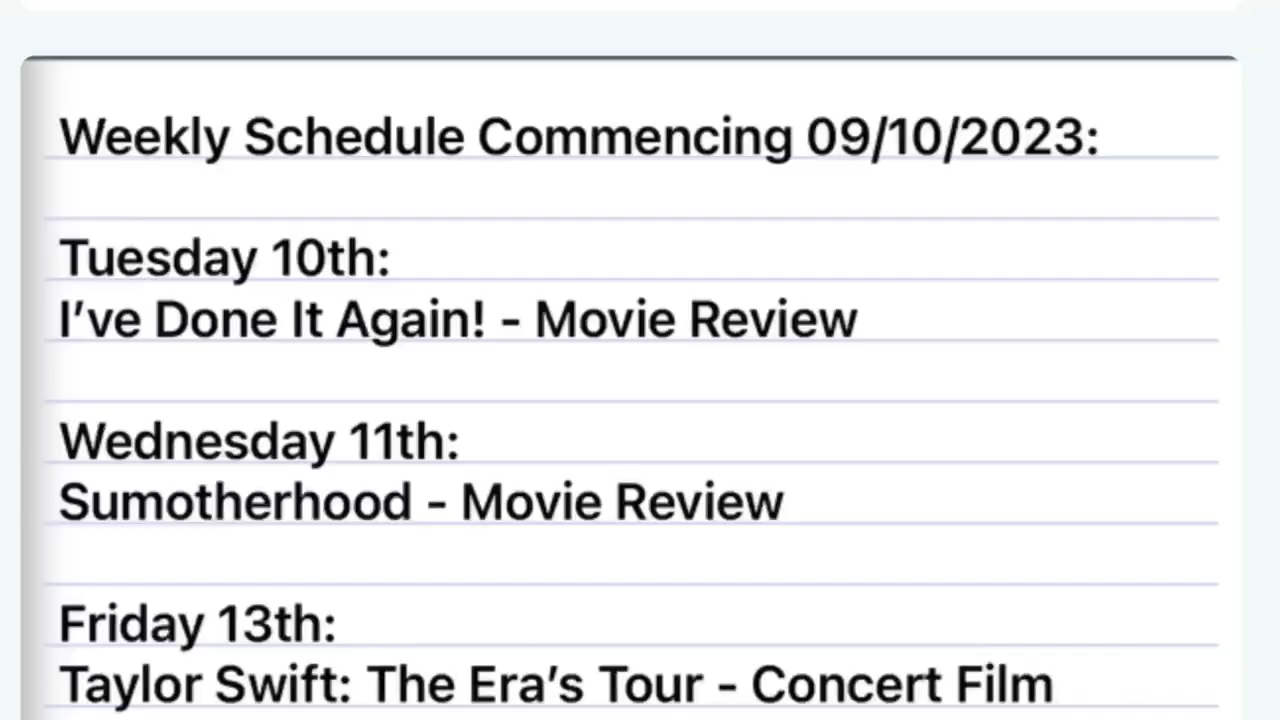 Weekly Schedule Commencing 09/10/2023:
Tuesday 10th:
I’ve Done It Again! - Movie Review
Wednesday 11th:
Sumotherhood - Movie Review
Friday 13th:
Taylor Swift: The Era’s Tour - Concert Film